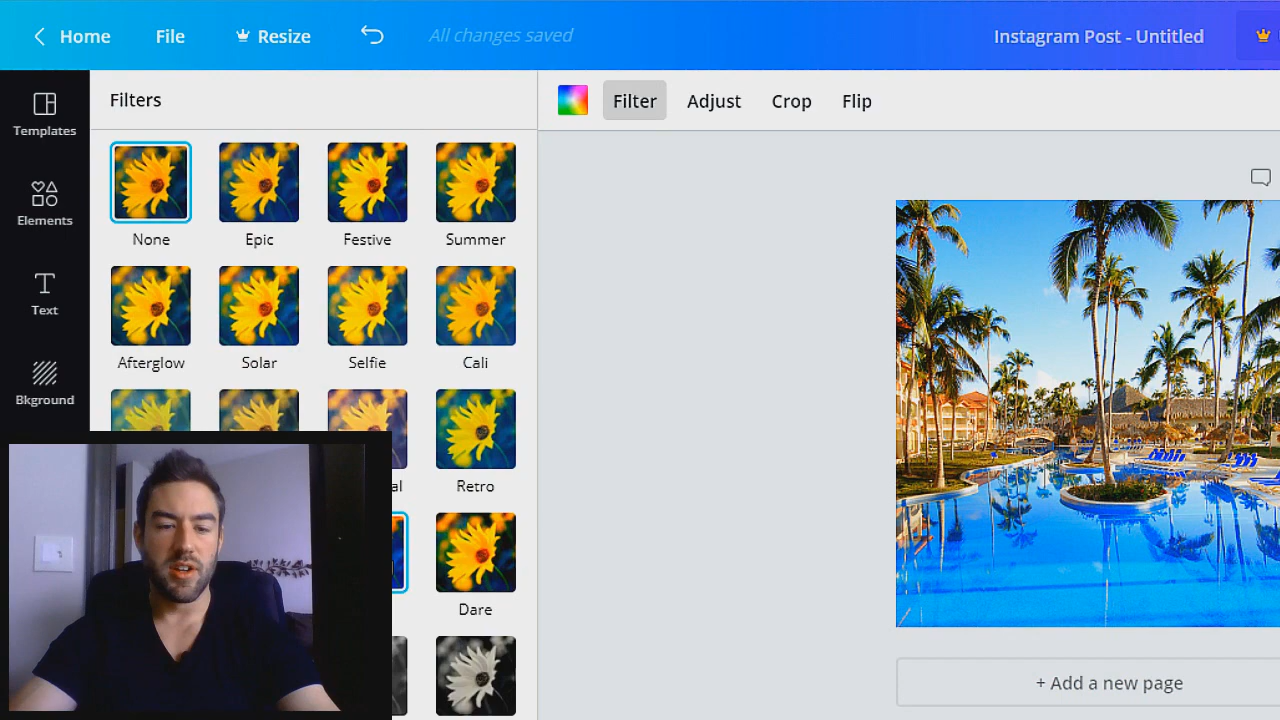 Home File Resize All changes saved Instagram Post - Untitled
Templates
Elements
Text
Bkground
Filters
None Epic Festive Summer
Afterglow Solar Selfie Cali
Retro
Dare
Filter Adjust Crop Flip
+ Add a new page